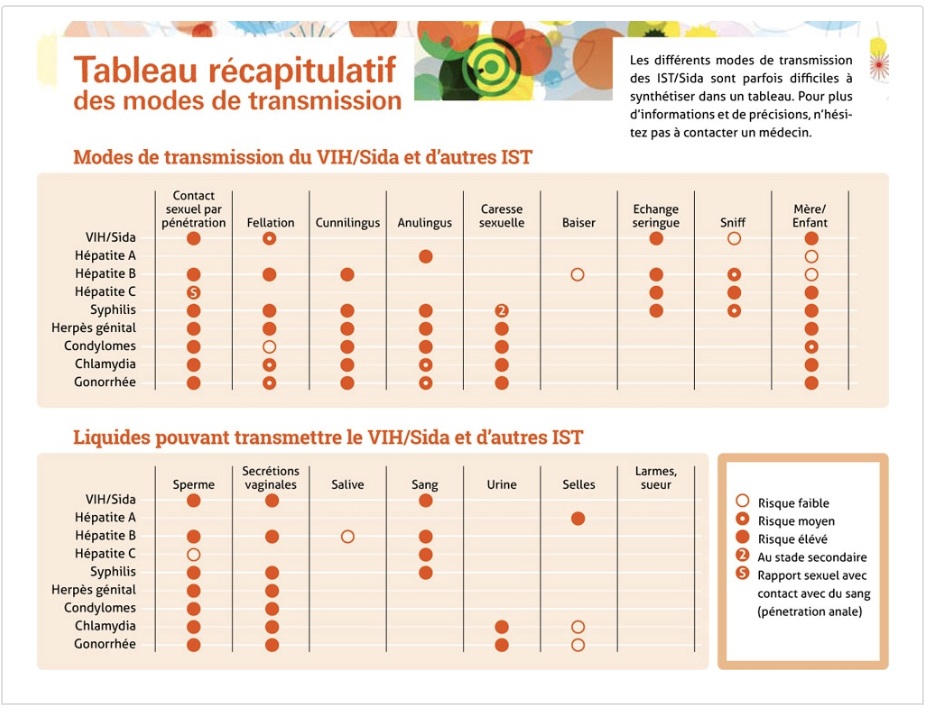 Tableau récapitulatif
des modes de transmission
Les différents modes de transmission
des IST/Sida sont parfois difficiles à
synthétiser dans un tableau. Pour plus
d'informations et de précisions, n'hési-
tez pas à contacter un médecin.
Modes de transmission du VIH/Sida et d'autres IST
Contact
sexuel par
pénétration
Fellation
Cunnilingus
Anulingus
Caresse
sexuelle
Baiser
Echange
seringue
Sniff
Mère/
Enfant
VIH/Sida
Hépatite A
Hépatite B
Hépatite C
S
Syphilis
2
Herpès génital
Condylomes
Chlamydia
Gonorrhée
Liquides pouvant transmettre le VIH/Sida et d'autres IST
Sperme
Secrétions
vaginales
Salive
Sang
Urine
Selles
Larmes,
sueur
VIH/Sida
Hépatite A
Hépatite B
Hépatite C
Syphilis
Herpès génital
Condylomes
Chlamydia
Gonorrhée
Risque faible
Risque moyen
Risque élévé
2 Au stade secondaire
S Rapport sexuel avec
contact avec du sang
(pénetration anale)